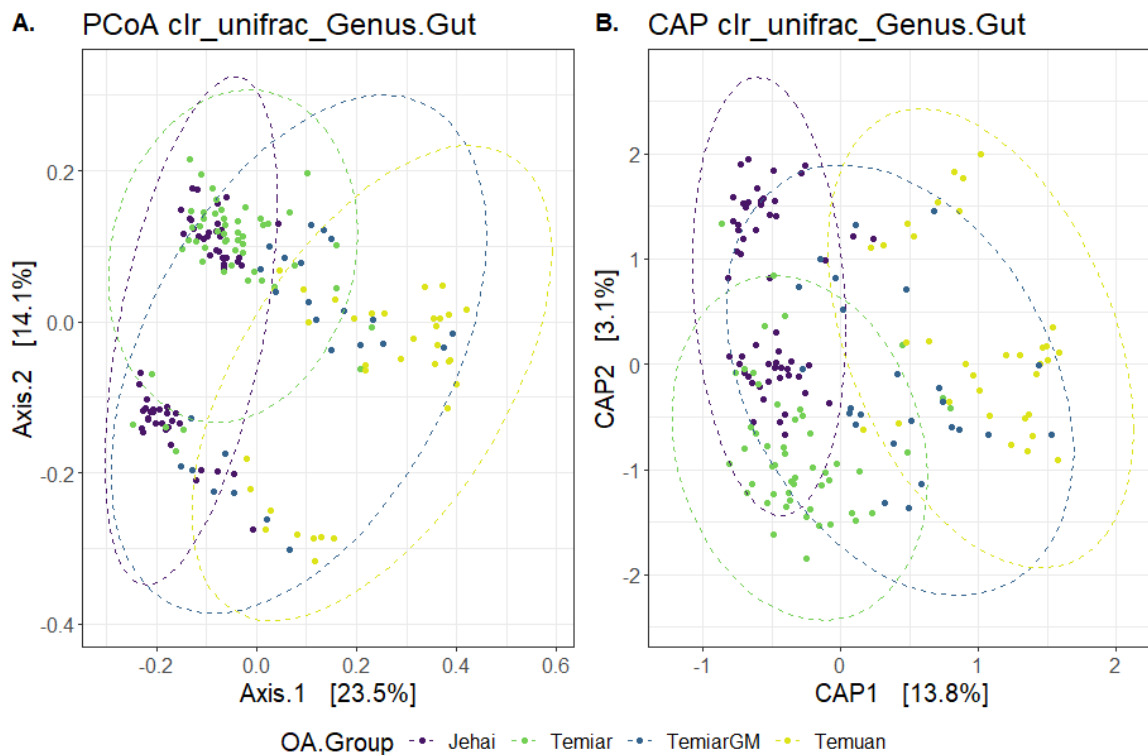 A. PCoA clr_unifrac_Genus.Gut
0.2
0.0
-0.2
-0.4
Axis.2 [14.1%]
-0.2 0.0 0.2 0.4 0.6
Axis.1 [23.5%]
B. CAP clr_unifrac_Genus.Gut
2
1
0
-1
-2
CAP2 [3.1%]
-1 0 1 2
CAP1 [13.8%]
OA.Group Jehai Temiar TemiarGM Temuan